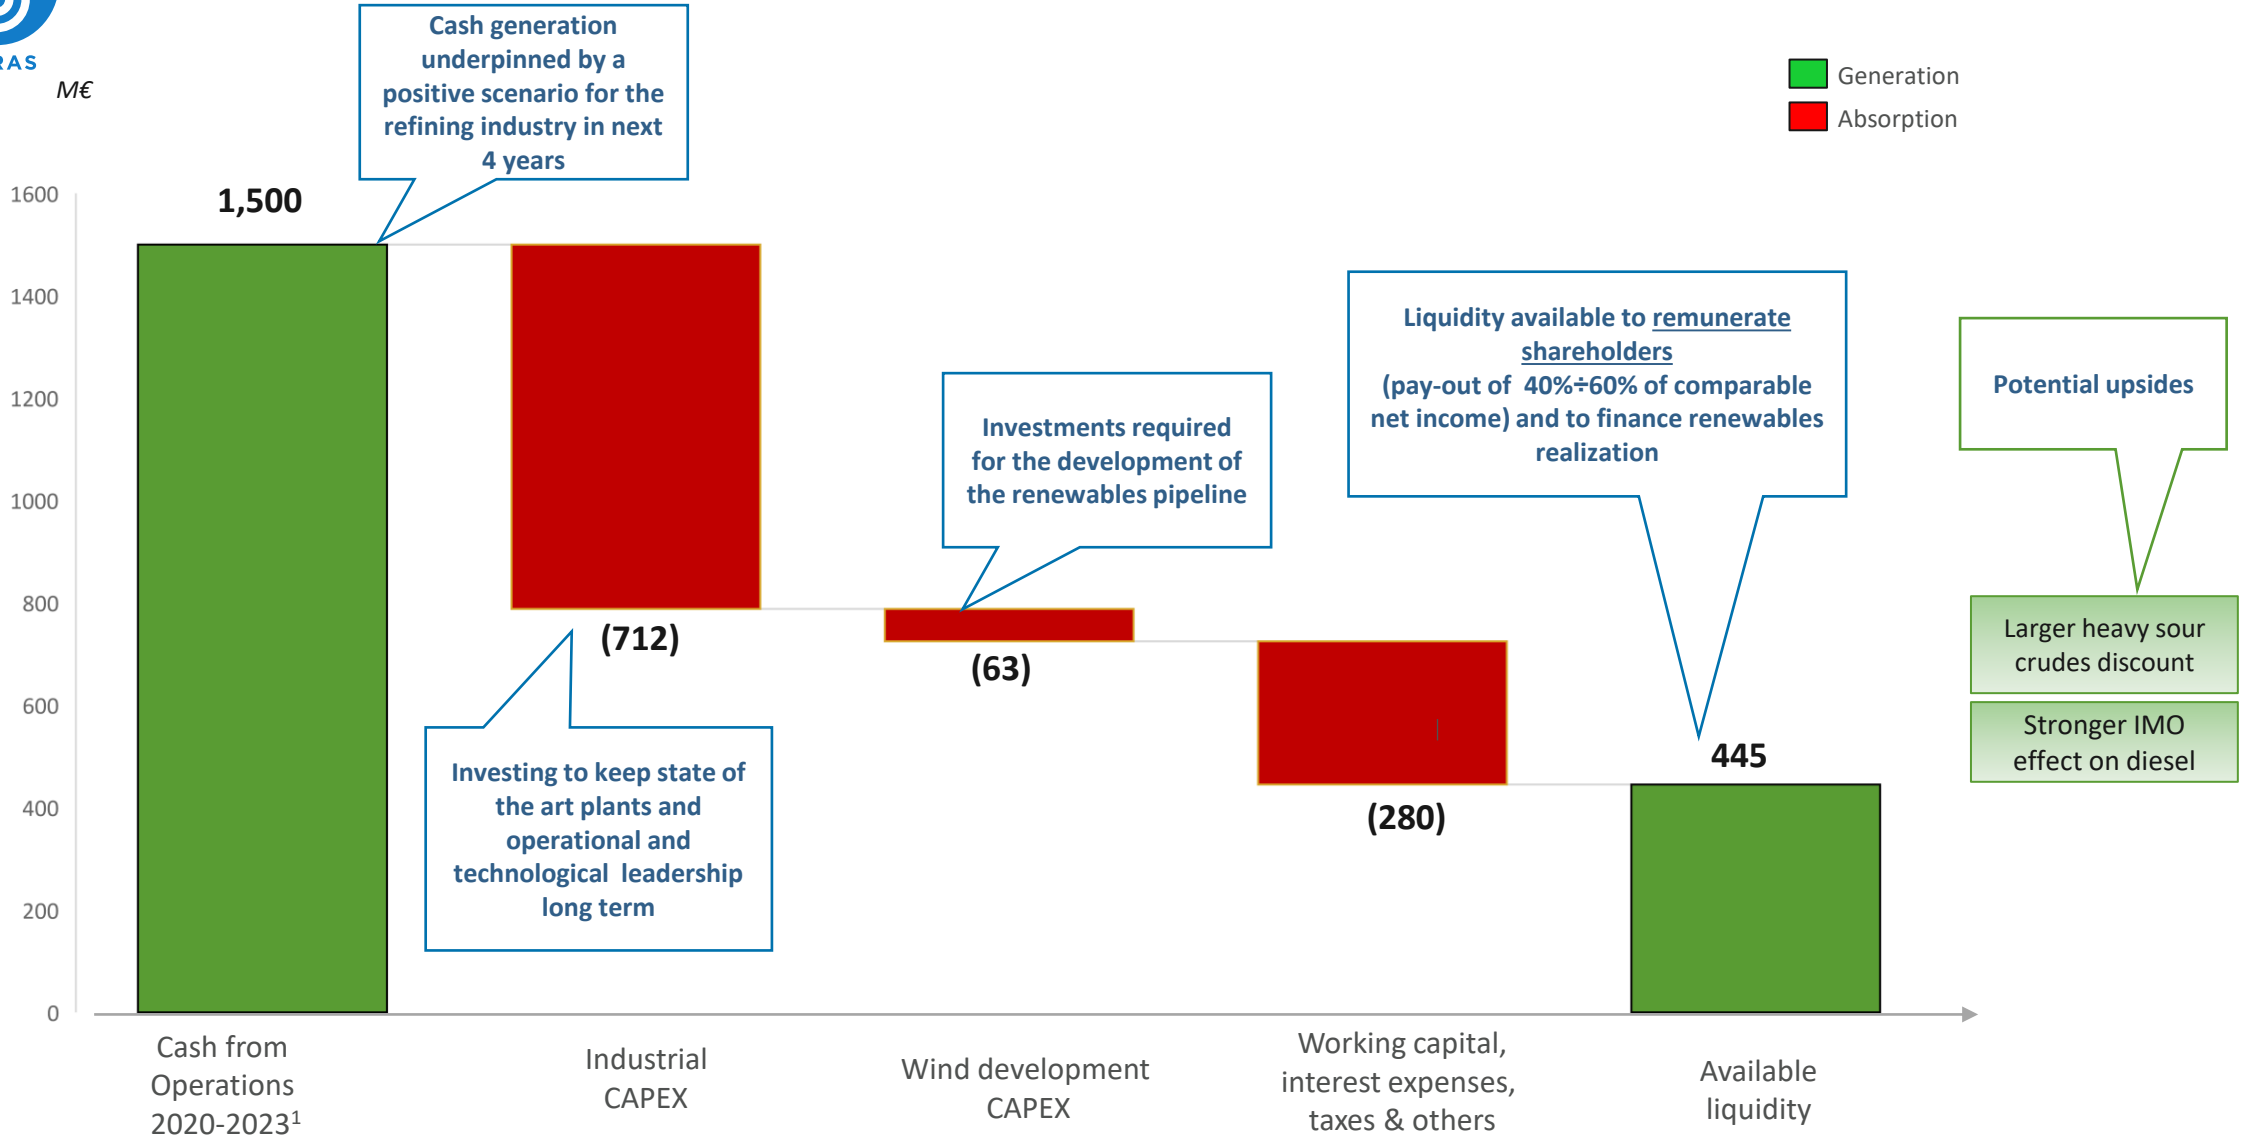 RAS
M€
Cash generation
underpinned by a
positive scenario for the
refining industry in next
4 years
Generation
Absorption
1600
1400
1200
1000
800
600
400
200
0
1,500
(712)
(63)
(280)
445
Investing to keep state of
the art plants and
operational and
technological leadership
long term
Investments required
for the development of
the renewables pipeline
Liquidity available to remunerate
shareholders
(pay-out of 40%÷60% of comparable
net income) and to finance renewables
realization
Potential upsides
Larger heavy sour
crudes discount
Stronger IMO
effect on diesel
Cash from
Operations
2020-2023¹
Industrial
CAPEX
Wind development
CAPEX
Working capital,
interest expenses,
taxes & others
Available
liquidity